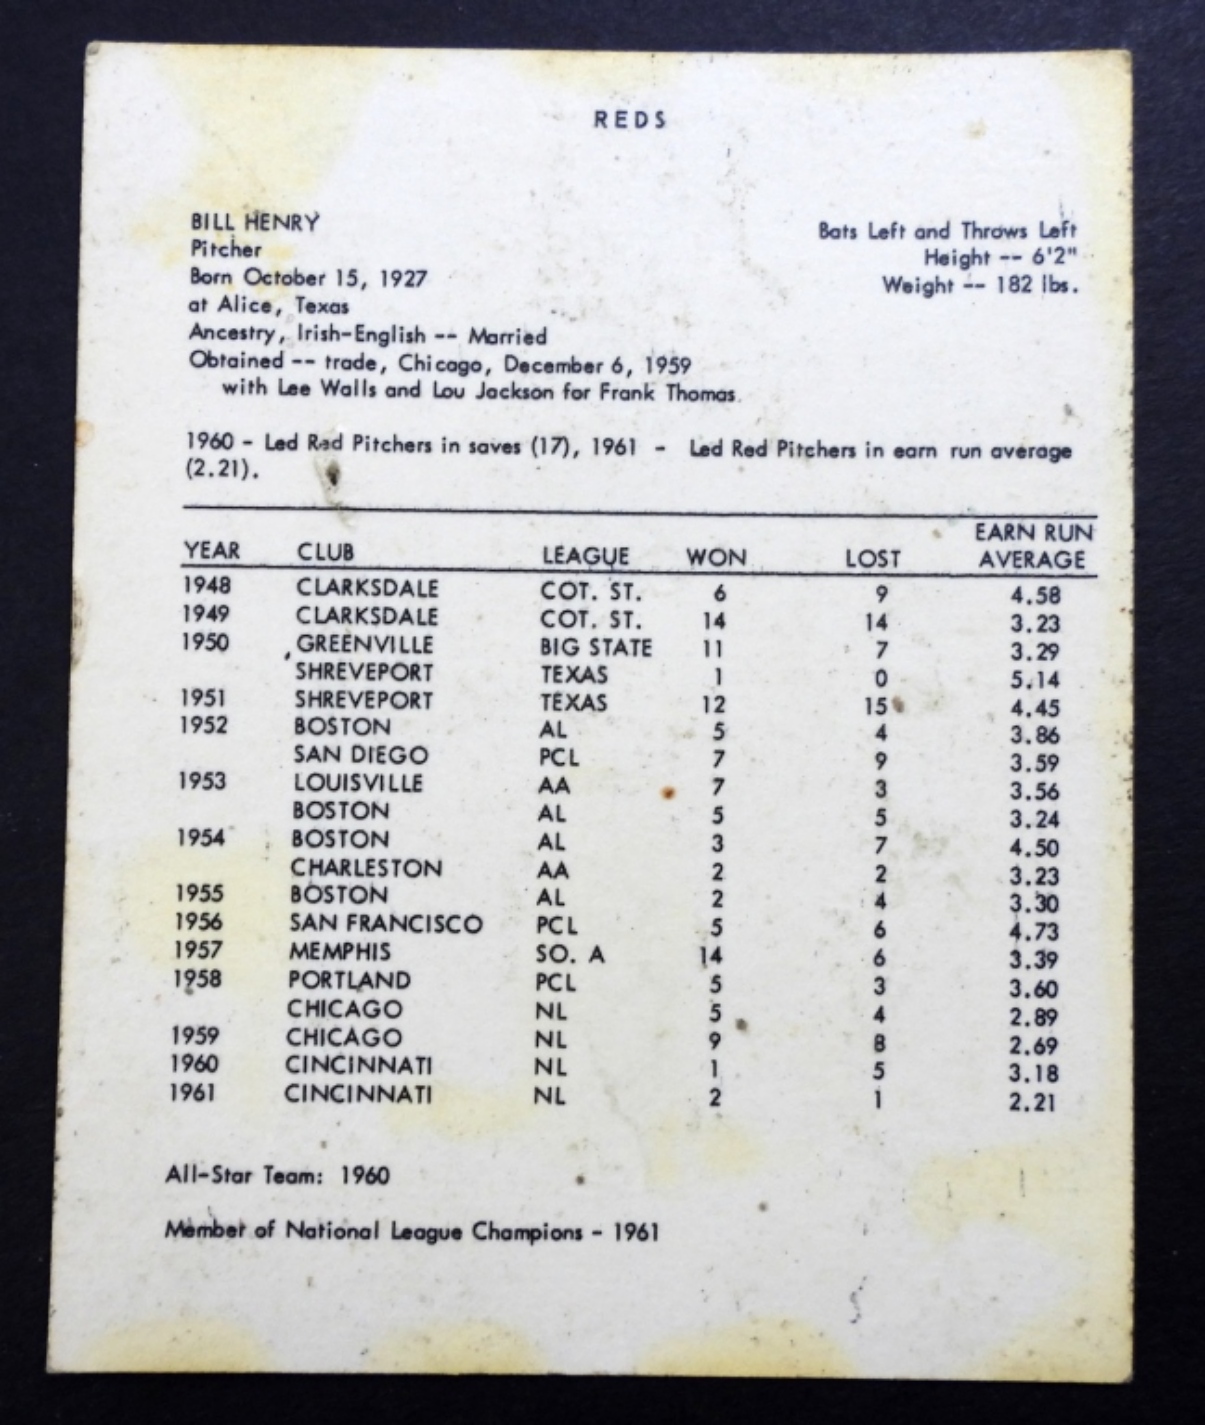 REDS
BILL HENRY
Pitcher
Born October 15, 1927
at Alice, Texas
Ancestry, Irish-English -- Married
Obtained -- trade, Chicago, December 6, 1959
with Lee Walls and Lou Jackson for Frank Thomas.
Bats Left and Throws Left
Height -- 6'2"
Weight -- 182 lbs.
1960 - Led Red Pitchers in saves (17), 1961 - Led Red Pitchers in earn run average
(2.21).
YEAR CLUB LEAGUE WON LOST EARN RUN AVERAGE
1948 CLARKSDALE COT. ST. 6 9 4.58
1949 CLARKSDALE COT. ST. 14 14 3.23
1950 GREENVILLE BIG STATE 11 7 3.29
SHREVEPORT TEXAS 1 0 5.14
1951 SHREVEPORT TEXAS 12 15 4.45
1952 BOSTON AL 5 4 3.86
SAN DIEGO PCL 7 9 3.59
1953 LOUISVILLE AA 7 3 3.56
BOSTON AL 5 5 3.24
1954 BOSTON AL 3 7 4.50
CHARLESTON AA 2 2 3.23
1955 BOSTON AL 2 4 3.30
1956 SAN FRANCISCO PCL 5 6 4.73
1957 MEMPHIS SO. A 14 6 3.39
1958 PORTLAND PCL 5 3 3.60
CHICAGO NL 5 4 2.89
1959 CHICAGO NL 9 8 2.69
1960 CINCINNATI NL 1 5 3.18
1961 CINCINNATI NL 2 1 2.21
All-Star Team: 1960
Member of National League Champions - 1961